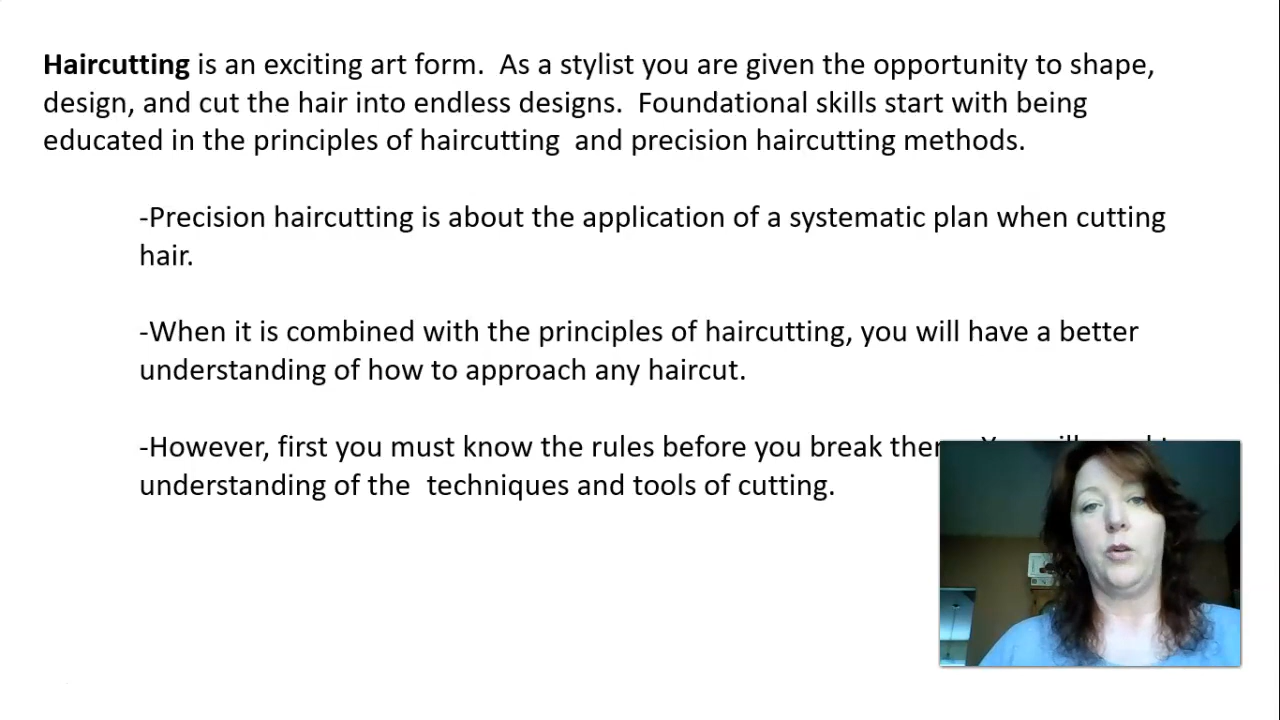 Haircutting is an exciting art form.  As a stylist you are given the opportunity to shape,
design, and cut the hair into endless designs.  Foundational skills start with being
educated in the principles of haircutting  and precision haircutting methods.
-Precision haircutting is about the application of a systematic plan when cutting
hair.
-When it is combined with the principles of haircutting, you will have a better
understanding of how to approach any haircut.
-However, first you must know the rules before you break
understanding of the  techniques and tools of cutting.